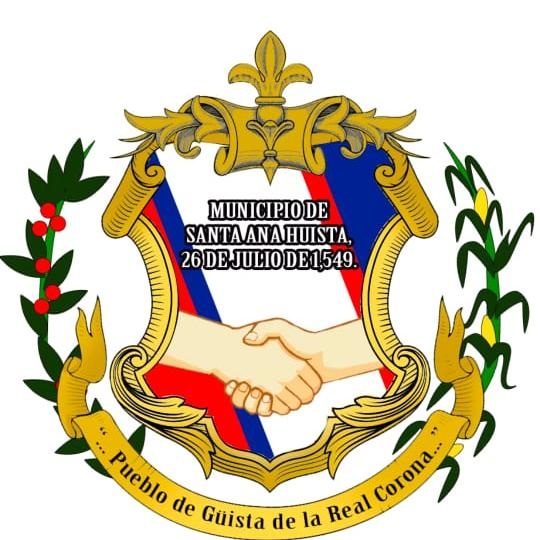 MUNICIPIO DE
SANTA ANA HUISTA,
26 DE JULIO DE 1,549.
“... Pueblo de Güista de la Real Corona...”